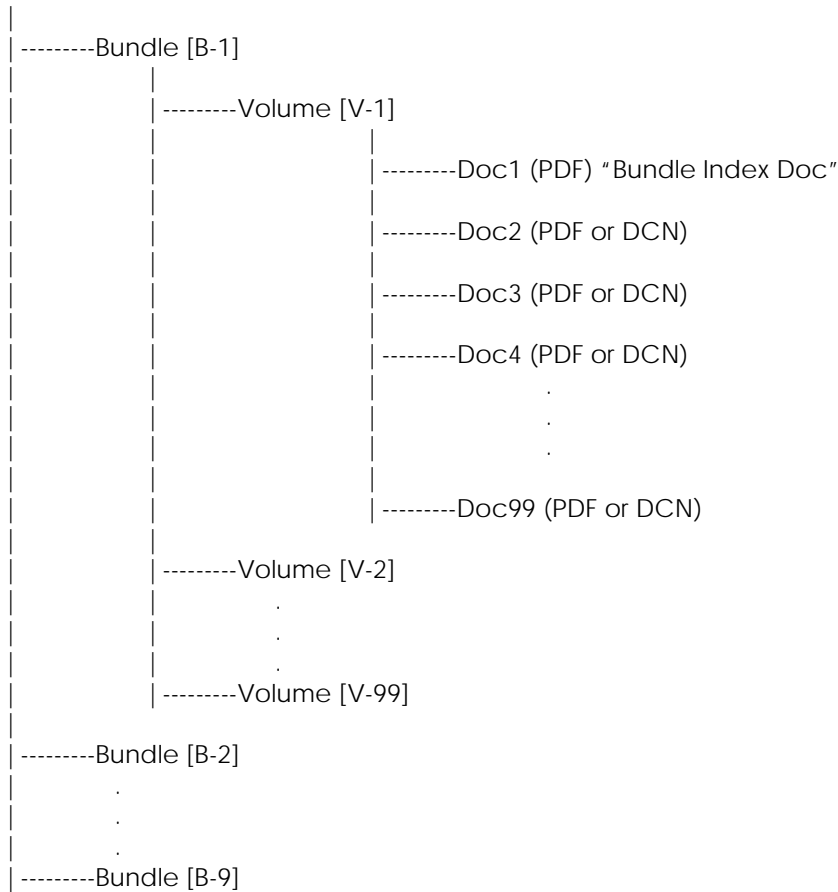 |---------Bundle [B-1]
|---------Volume [V-1]
|---------Doc1 (PDF) “Bundle Index Doc”
|---------Doc2 (PDF or DCN)
|---------Doc3 (PDF or DCN)
|---------Doc4 (PDF or DCN)
.
.
.
|---------Doc99 (PDF or DCN)
|---------Volume [V-2]
.
.
.
|---------Volume [V-99]
|---------Bundle [B-2]
.
.
.
|---------Bundle [B-9]